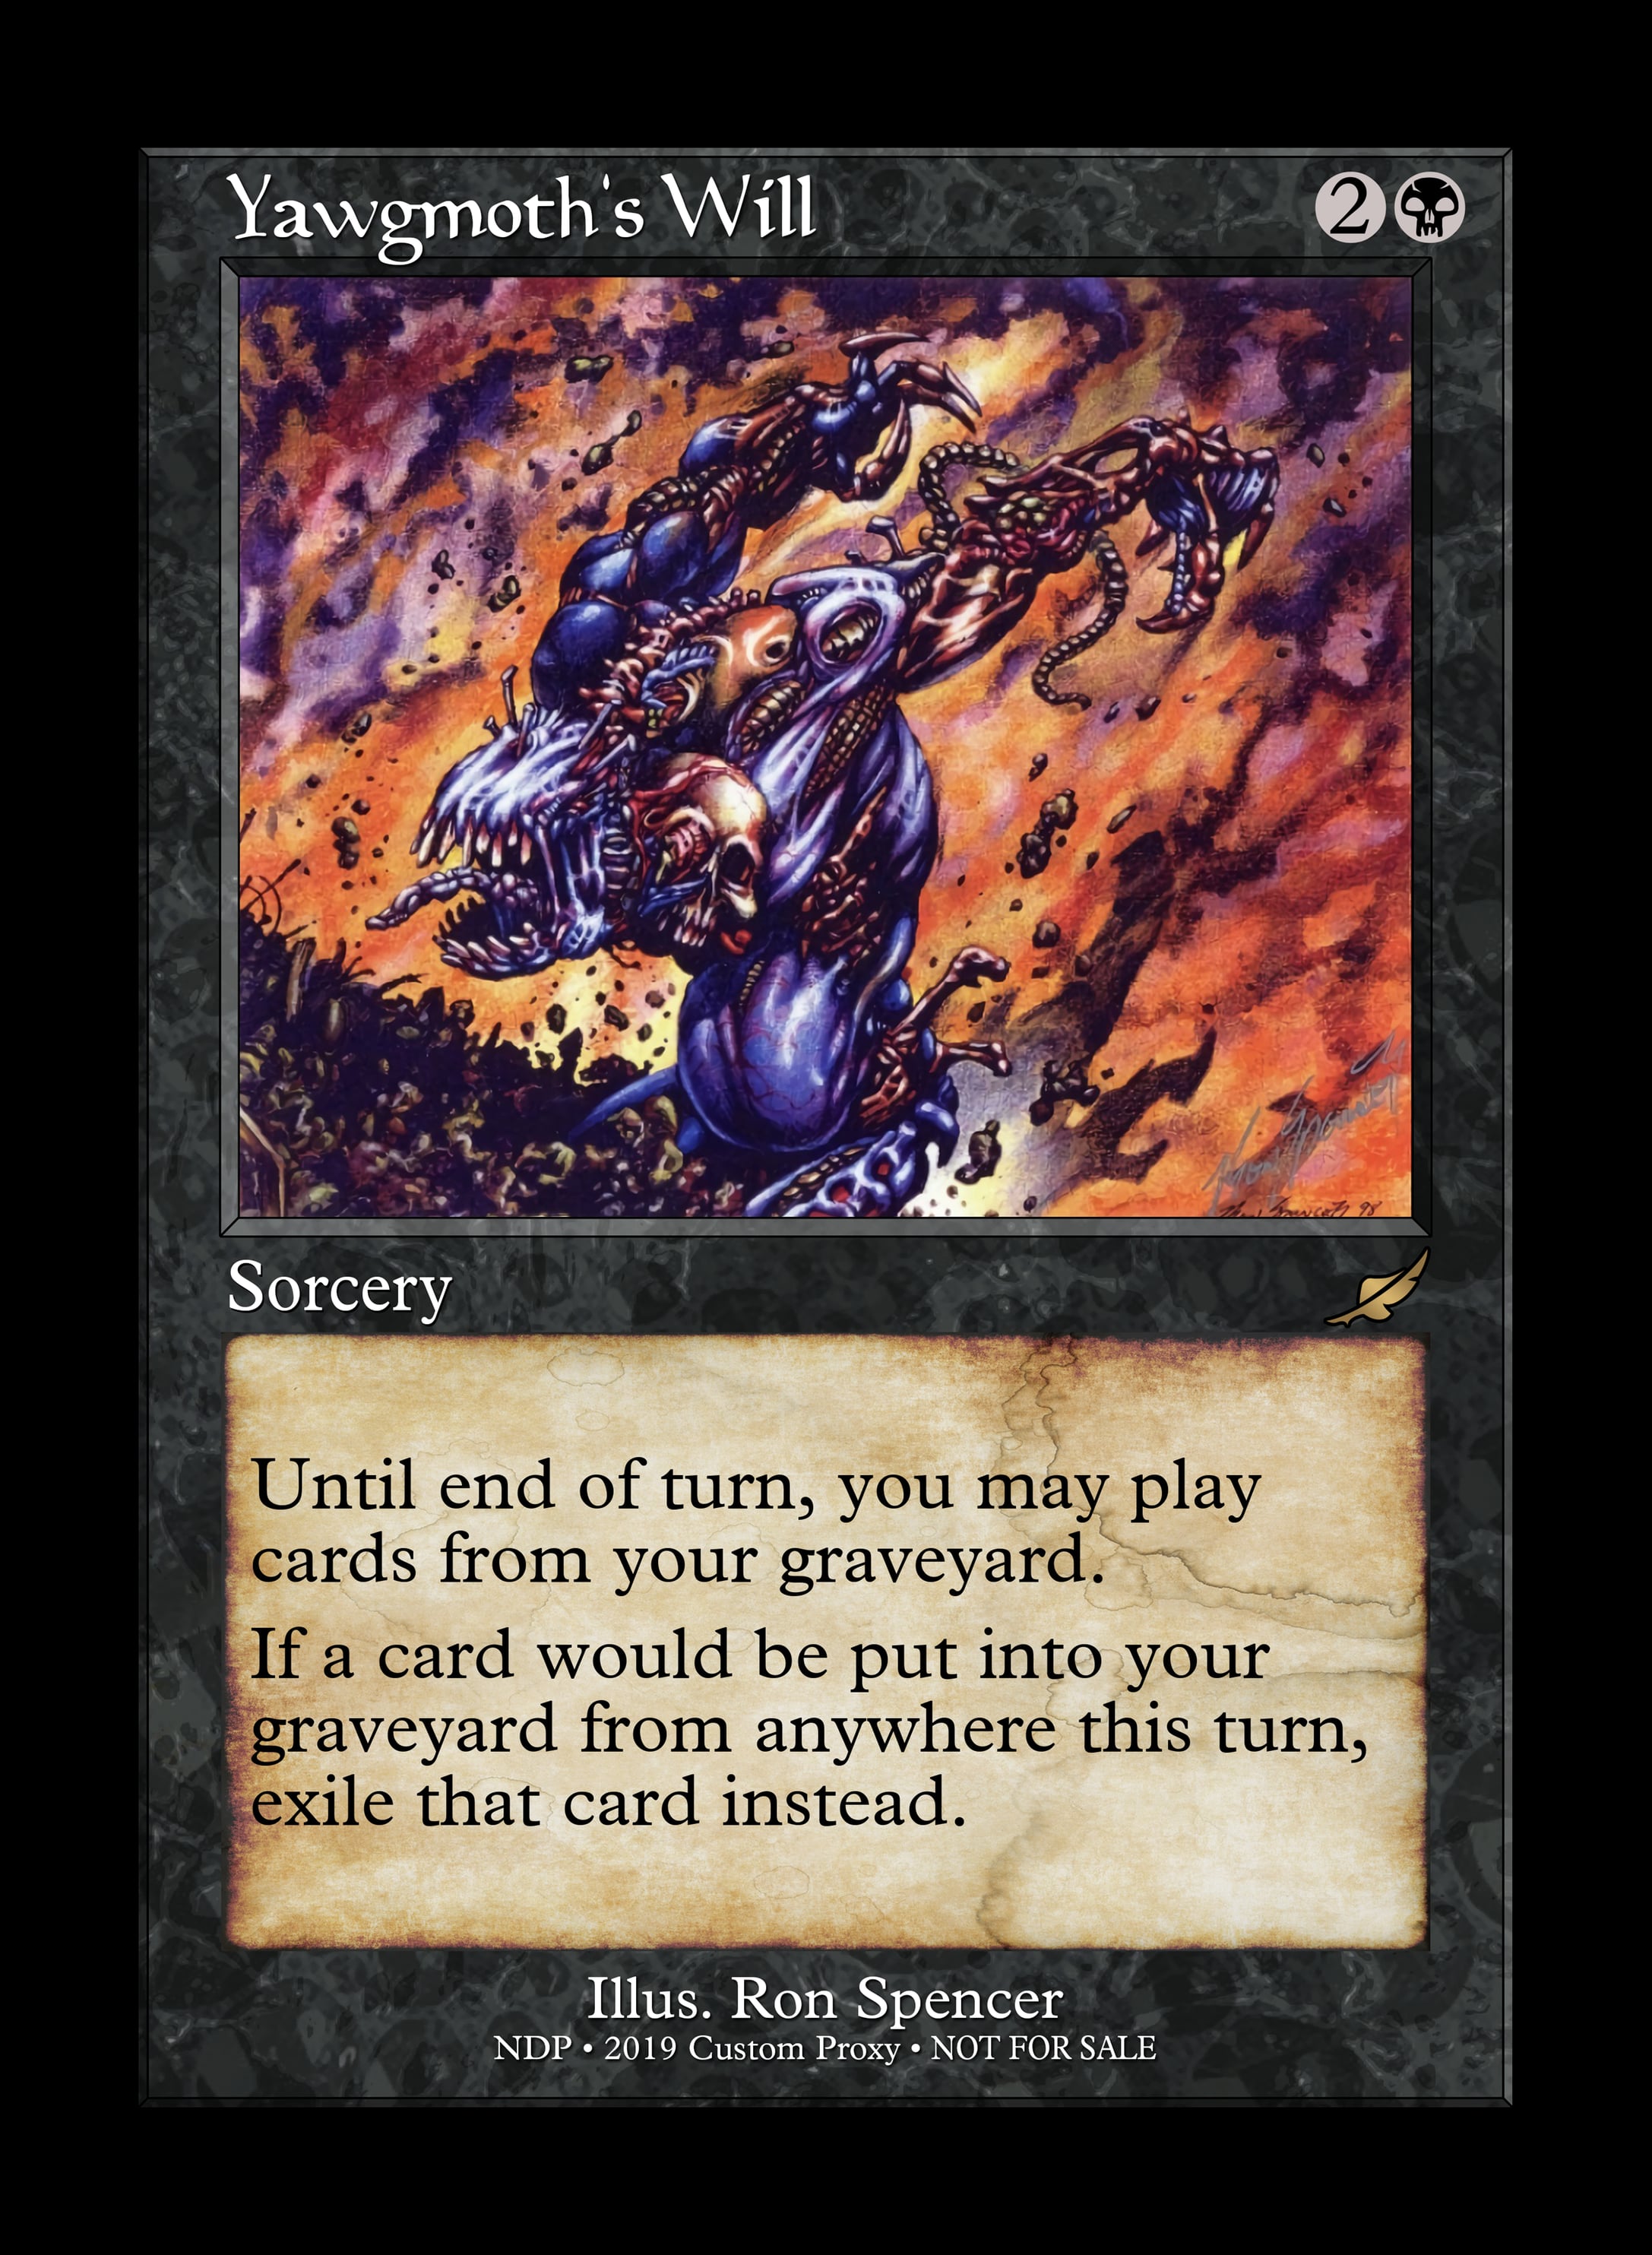 Yawgmoth's Will
2
Sorcery
Until end of turn, you may play
cards from your graveyard.
If a card would be put into your
graveyard from anywhere this turn,
exile that card instead.
Illus. Ron Spencer
NDP • 2019 Custom Proxy • NOT FOR SALE